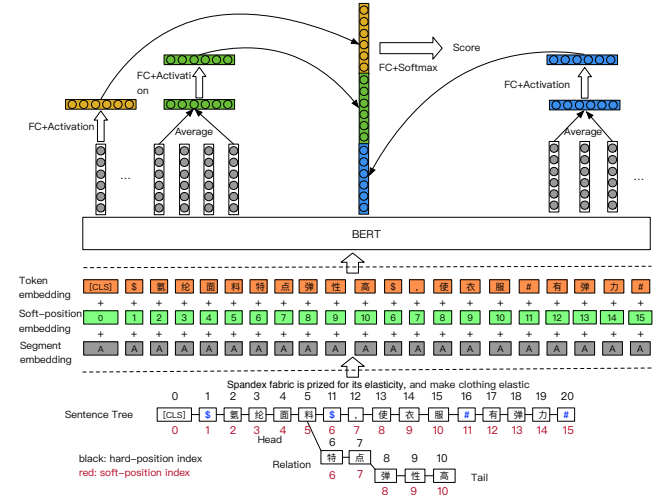 Score
FC+Softmax
FC+Activati
on
FC+Activation
FC+Activation
Average
Average
...
...
BERT
Token
embedding
[CLS] $ 氨 纶 面 料 特 点 弹 性 高 $ , 使 衣 服 # 有 弹 力 #
+ + + + + + + + + + + + + + + + + + + + +
Soft-position
embedding
0 1 2 3 4 5 6 7 8 9 10 6 7 8 9 10 11 12 13 14 15
+ + + + + + + + + + + + + + + + + + + + +
Segment
embedding
A A A A A A A A A A A A A A A A A A A A A
Spandex fabric is prized for its elasticity, and make clothing elastic
0 1 2 3 4 5 11 12 13 14 15 16 17 18 19 20
Sentence Tree
[CLS] $ 氨 纶 面 料 $ , 使 衣 服 # 有 弹 力 #
0 1 2 3 4 5 6 7 8 9 10 11 12 13 14 15
Head
6 7
black: hard-position index
Relation
特 点
8 9 10
red: soft-position index
6 7
弹 性 高
Tail
8 9 10